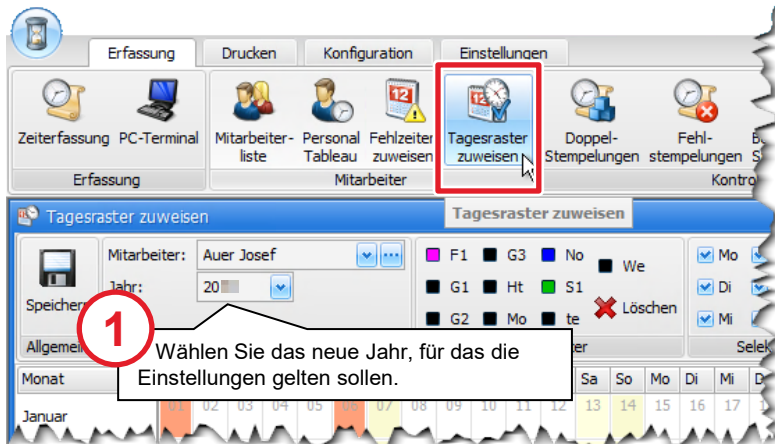 Erfassung Drucken Konfiguration Einstellungen
Zeiterfassung PC-Terminal Mitarbeiter- Personal Fehlzeiten Tagesraster Doppel- Fehl-
liste Tableau zuweisen zuweisen Stempelungen stempelungen
Erfassung Mitarbeiter
Tagesraster zuweisen
Tagesraster zuweisen
Mitarbeiter: Auer Josef
F1 G3 No We Mo
Jahr: 20
G1 Ht S1 Di
Speichern Löschen
G2 Mo te Mi
1
Wählen Sie das neue Jahr, für das die
Einstellungen gelten sollen.
Monat Sa So Mo Di Mi
Januar 01 02 03 04 05 06 07 08 09 10 11 12 13 14 15 16 17